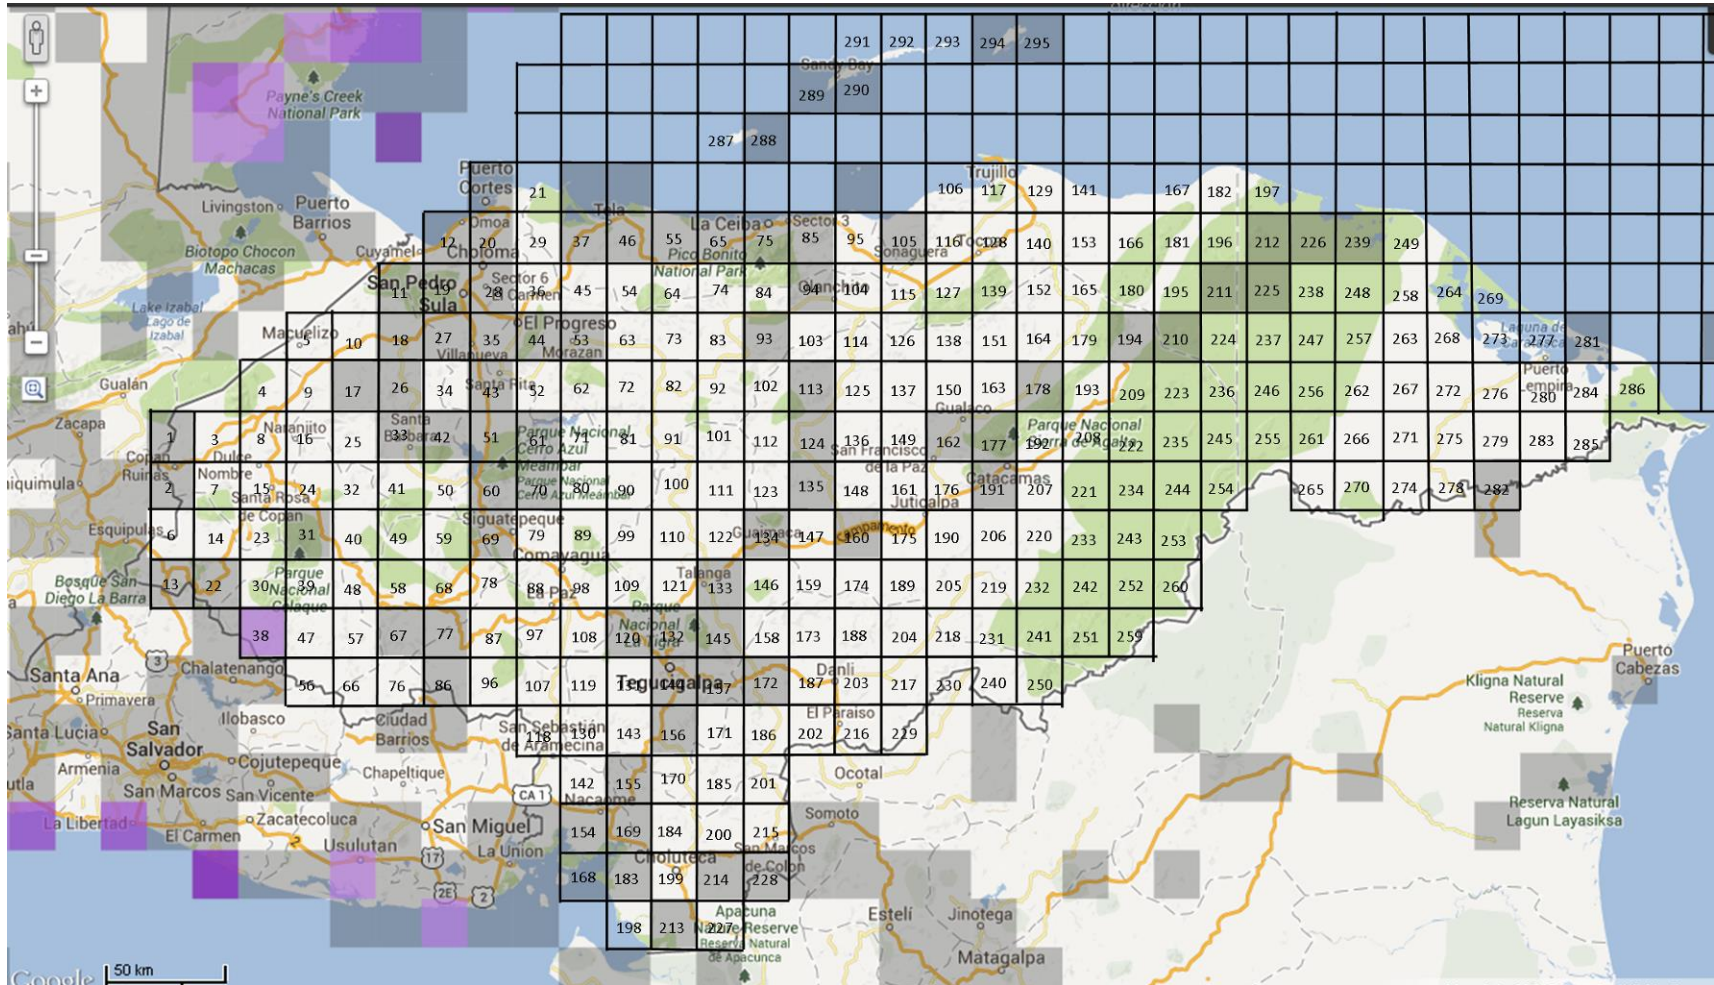 Direccion
291 292 293 294 295
Sandy Bay
289 290
Payne's Creek
National Park
287 288
Puerto
Cortes
Trujillo
21 106 117 129 141 167 182 197
Livingston
Puerto
Barrios
Tela
La Ceiba
Sector 3
Omoa
12 20 29 37 46 55 65 75 85 95 105 116 128 140 153 166 181 196 212 226 239 249
Tocoa
Sonaguera
Cuyamelo
Choloma
Biotopo Chocon
Machacas
Pico Bonito
National Park
San Pedro
Sula
Sector 6
El Carmen
Olanchito
11 19 28 36 45 54 64 74 84 94 104 115 127 139 152 165 180 195 211 225 238 248 258 264 269
Lake Izabal
Lago de
Izabal
Macuelizo
El Progreso
Morazan
Laguna de
5 10 18 27 35 44 53 63 73 83 93 103 114 126 138 151 164 179 194 210 224 237 247 257 263 268 273 277 281
Villanueva
Gualán
Santa Rita
Puerto
Lempira
4 9 17 26 34 43 52 62 72 82 92 102 113 125 137 150 163 178 193 209 223 236 246 256 262 267 272 276 280 284 286
Gualaco
Zacapa
Naranjito
Santa
Barbara
Parque Nacional
Cerro Azul
Meambar
Parque Nacional
Sierra de Agalta
1 3 8 16 25 33 42 51 61 71 81 91 101 112 124 136 149 162 177 192 208 222 235 245 255 261 266 271 275 279 283 285
Copan
Ruinas
Dulce
Nombre
San Francisco
de la Paz
Catacamas
Parque Nacional
Cerro Azul Meambar
2 7 15 24 32 41 50 60 70 80 90 100 111 123 135 148 161 176 191 207 221 234 244 254 265 270 274 278 282
Santa Rosa
de Copan
Juticalpa
Esquipulas
Siguatepeque
Guaimaca
Campamento
6 14 23 31 40 49 59 69 79 89 99 110 122 134 147 160 175 190 206 220 233 243 253
Comayagua
Bosque San
Diego La Barra
Parque
Nacional
Celaque
Talanga
La Paz
13 22 30 39 48 58 68 78 88 98 109 121 133 146 159 174 189 205 219 232 242 252 260
Parque
Nacional
La Tigra
38 47 57 67 77 87 97 108 120 132 145 158 173 188 204 218 231 241 251 259
3
Chalatenango
Santa Ana
Danli
Puerto
Cabezas
Tegucigalpa
56 66 76 86 96 107 119 131 144 157 172 187 203 217 230 240 250
Primavera
Kligna Natural
Reserve
Reserva
Natural Kligna
Ilobasco
Ciudad
Barrios
San Sebastián
de Aramecina
El Paraiso
118 130 143 156 171 186 202 216 229
Santa Lucia
San
Salvador
Cojutepeque
Armenia
Chapeltique
Ocotal
142 155 170 185 201
San Marcos
San Vicente
CA 1
Nacaome
Reserva Natural
Lagun Layasiksa
La Libertad
Zacatecoluca
El Carmen
San Miguel
Somoto
154 169 184 200 215
Usulutan
17
La Union
Choluteca
San Marcos
de Colon
168 183 199 214 228
2E
2
Apacuna
Nature Reserve
Reserva Natural
de Apacunca
Estelí
Jinotega
198 213 227
Matagalpa
Google
50 km